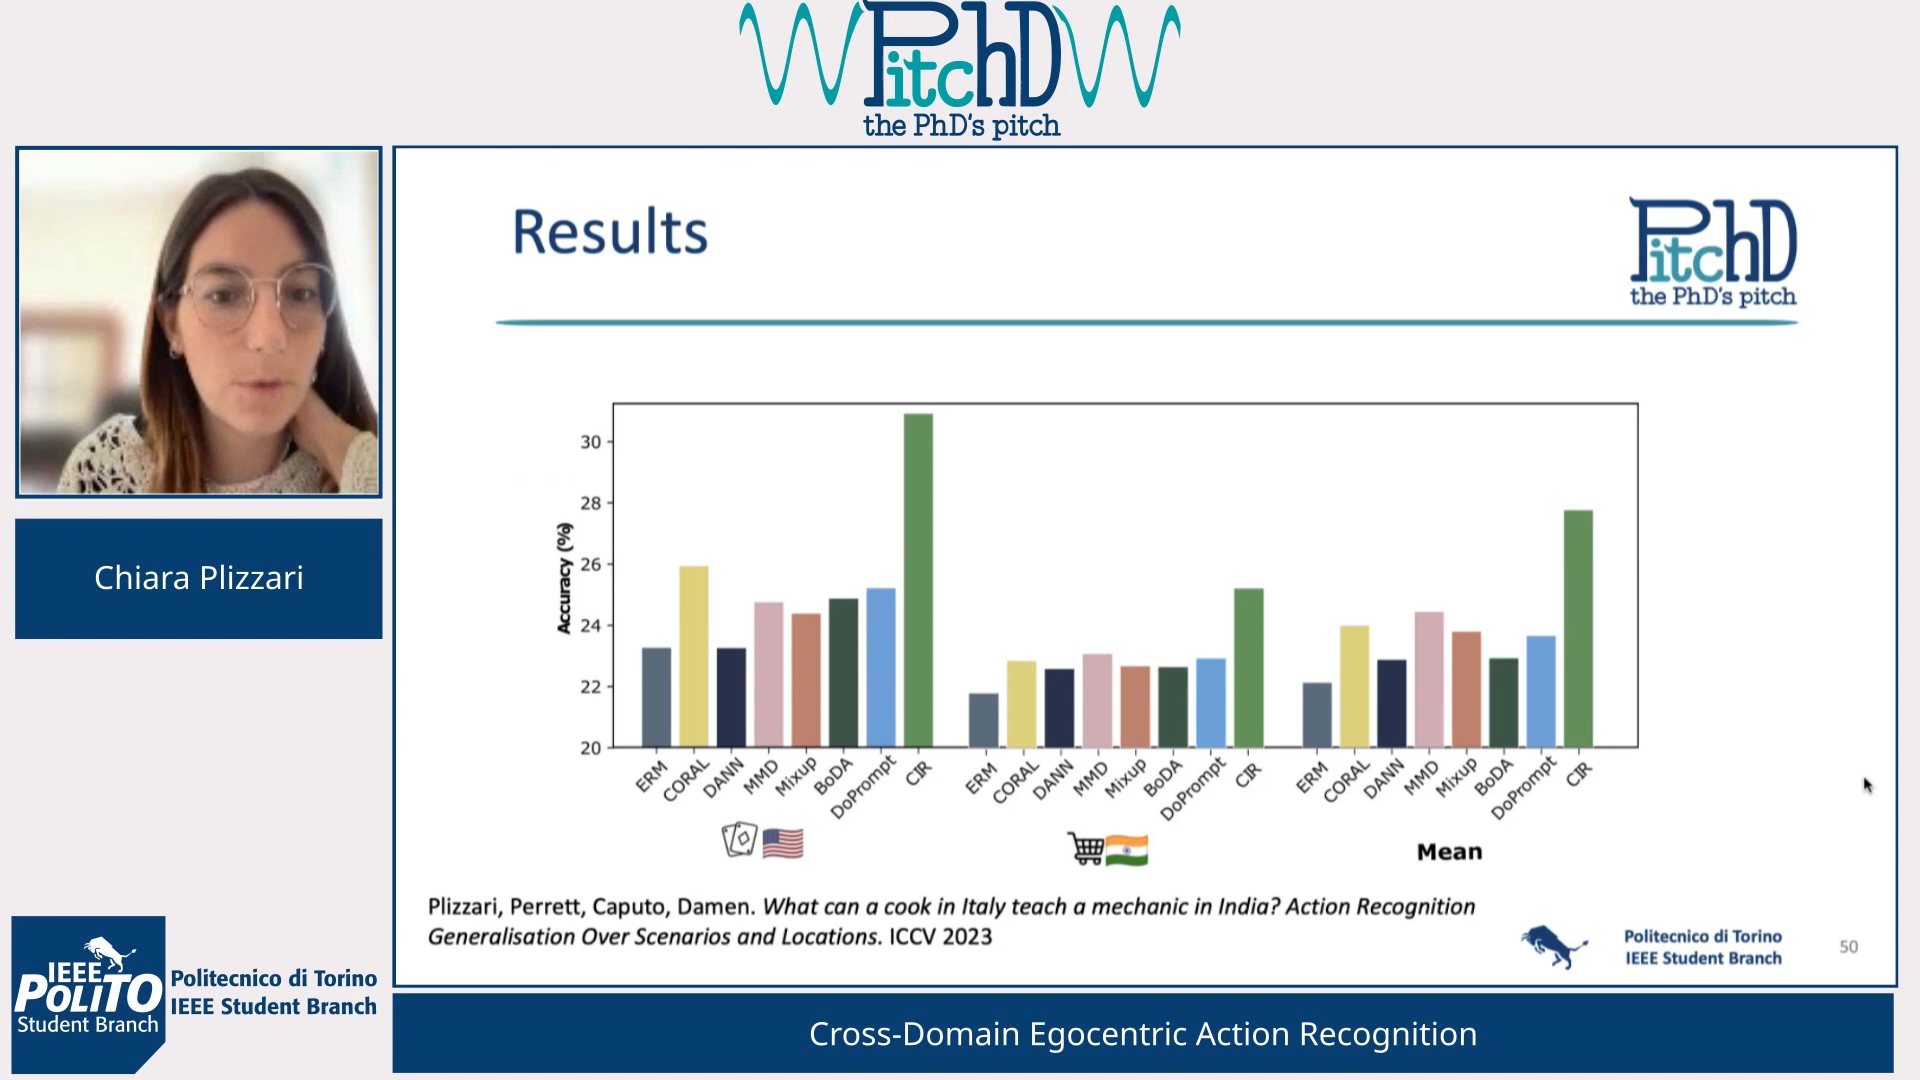 PitchD
the PhD's pitch
Chiara Plizzari
Results
PitchD
the PhD's pitch
Accuracy (%)
30
28
26
24
22
20
ERM
CORAL
DANN
MMD
Mixup
BoDA
DoPrompt
CIR
ERM
CORAL
DANN
MMD
Mixup
BoDA
DoPrompt
CIR
ERM
CORAL
DANN
MMD
Mixup
BoDA
DoPrompt
CIR
Mean
Plizzari, Perrett, Caputo, Damen. What can a cook in Italy teach a mechanic in India? Action Recognition
Generalisation Over Scenarios and Locations. ICCV 2023
Politecnico di Torino
IEEE Student Branch
50
IEEE
POLITO
Student Branch
Politecnico di Torino
IEEE Student Branch
Cross-Domain Egocentric Action Recognition